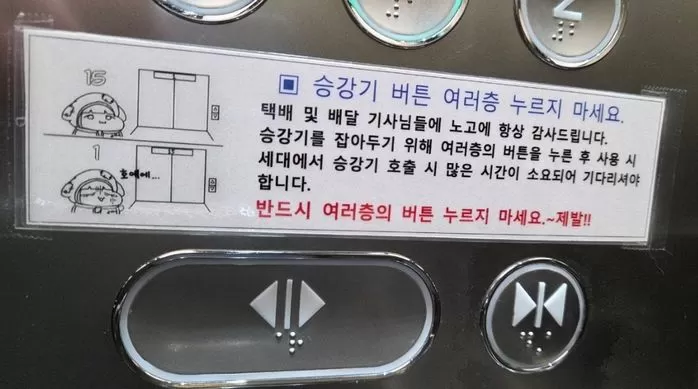 15
1
호에에...
▣ 승강기 버튼 여러층 누르지 마세요.
택배 및 배달 기사님들에 노고에 항상 감사드립니다.
승강기를 잡아두기 위해 여러층의 버튼을 누른 후 사용 시
세대에서 승강기 호출 시 많은 시간이 소요되어 기다리셔야
합니다.
반드시 여러층의 버튼 누르지 마세요.~제발!!